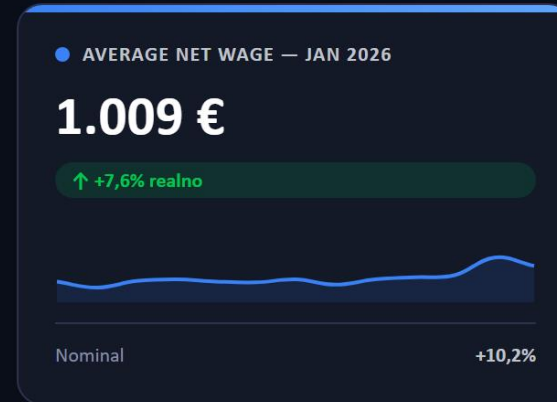 AVERAGE NET WAGE — JAN 2026
1.009 €
↑ +7,6% realno
Nominal +10,2%